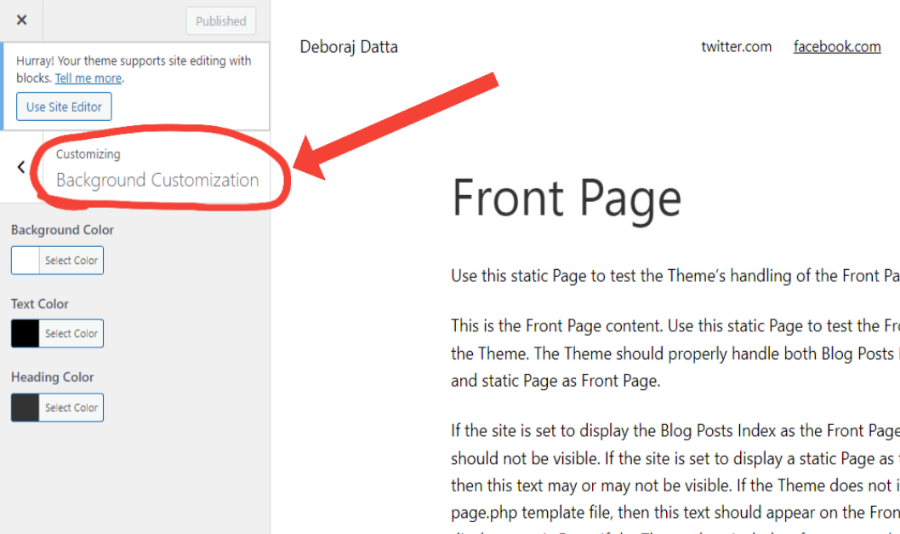 Published
Hurray! Your theme supports site editing with
blocks. Tell me more.
Use Site Editor
Customizing
Background Customization
Background Color
Select Color
Text Color
Select Color
Heading Color
Select Color
Deboraj Datta
twitter.com facebook.com
Front Page
Use this static Page to test the Theme’s handling of the Front Pa
This is the Front Page content. Use this static Page to test the Fr
the Theme. The Theme should properly handle both Blog Posts
and static Page as Front Page.
If the site is set to display the Blog Posts Index as the Front Page
should not be visible. If the site is set to display a static Page as
then this text may or may not be visible. If the Theme does not i
page.php template file, then this text should appear on the Fron